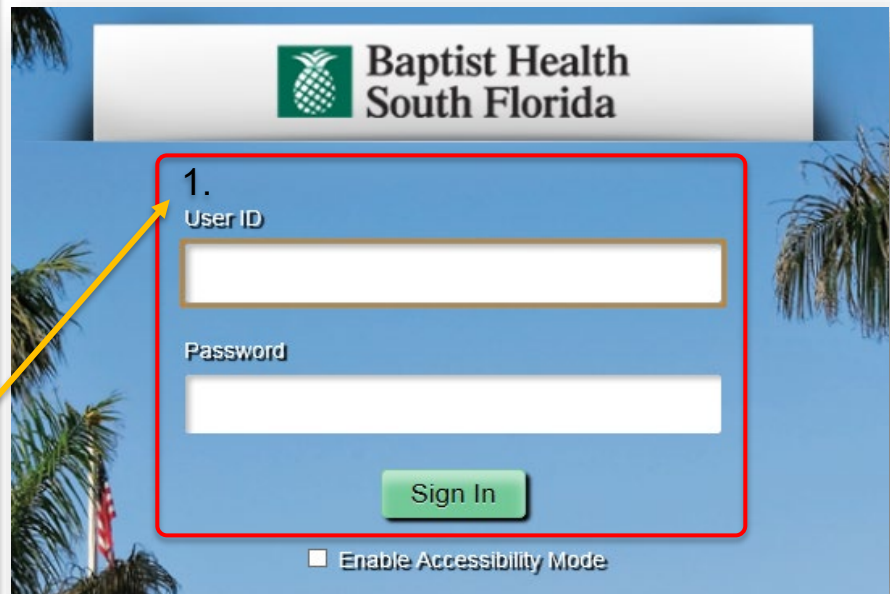 Baptist Health
South Florida
1.
User ID
Password
Sign In
Enable Accessibility Mode